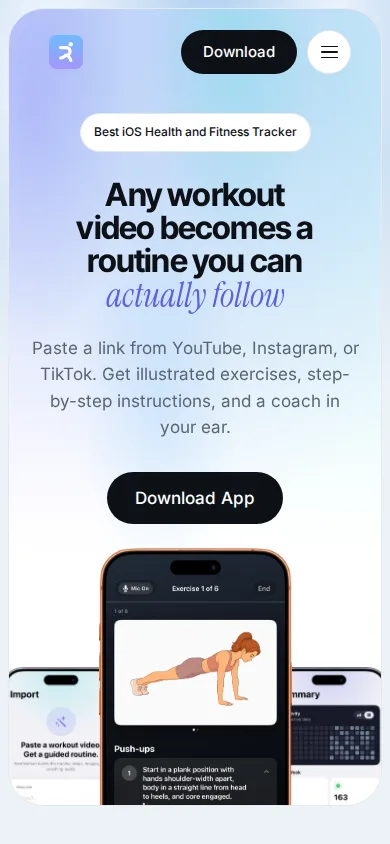 Download
Best iOS Health and Fitness Tracker
Any workout
video becomes a
routine you can
actually follow
Paste a link from YouTube, Instagram, or
TikTok. Get illustrated exercises, step-
by-step instructions, and a coach in
your ear.
Download App
Mic On
Exercise 1 of 6
End
1 of 6
Push-ups
1
Start in a plank position with
hands shoulder-width apart,
body in a straight line from head
to heels, and core engaged.
Import
Paste a workout video
Get a guided routine.
mmary
163